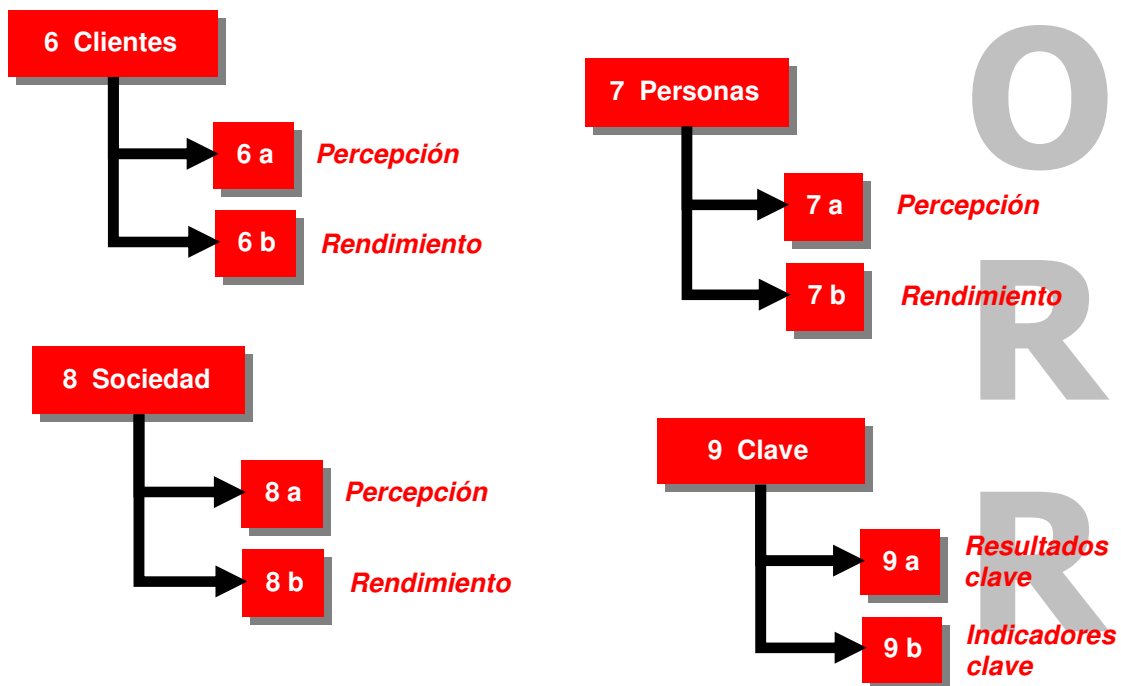 6 Clientes
6 a Percepción
6 b Rendimiento
7 Personas
7 a Percepción
7 b Rendimiento
8 Sociedad
8 a Percepción
8 b Rendimiento
9 Clave
9 a Resultados
clave
9 b Indicadores
clave
O
R
R